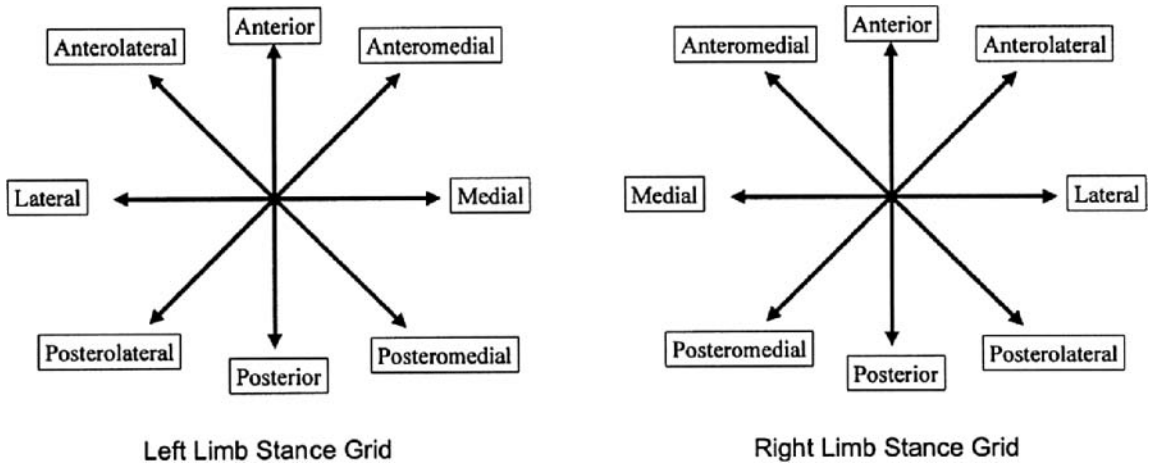 Anterior
Anterolateral
Anteromedial
Lateral
Medial
Posterolateral
Posteromedial
Posterior
Left Limb Stance Grid
Anterior
Anteromedial
Anterolateral
Medial
Lateral
Posteromedial
Posterolateral
Posterior
Right Limb Stance Grid